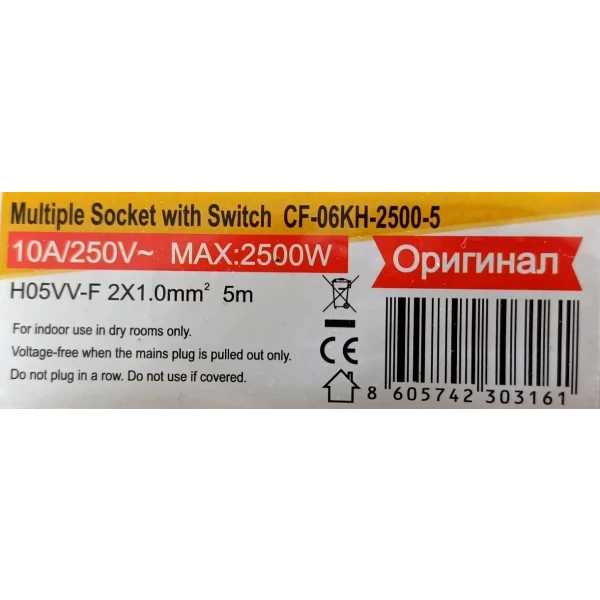 Multiple Socket with Switch CF-06KH-2500-5
10A/250V~ MAX:2500W
Оригинал
H05VV-F 2X1.0mm² 5m
For indoor use in dry rooms only.
Voltage-free when the mains plug is pulled out only.
Do not plug in a row. Do not use if covered.
CE
8 605742 303161